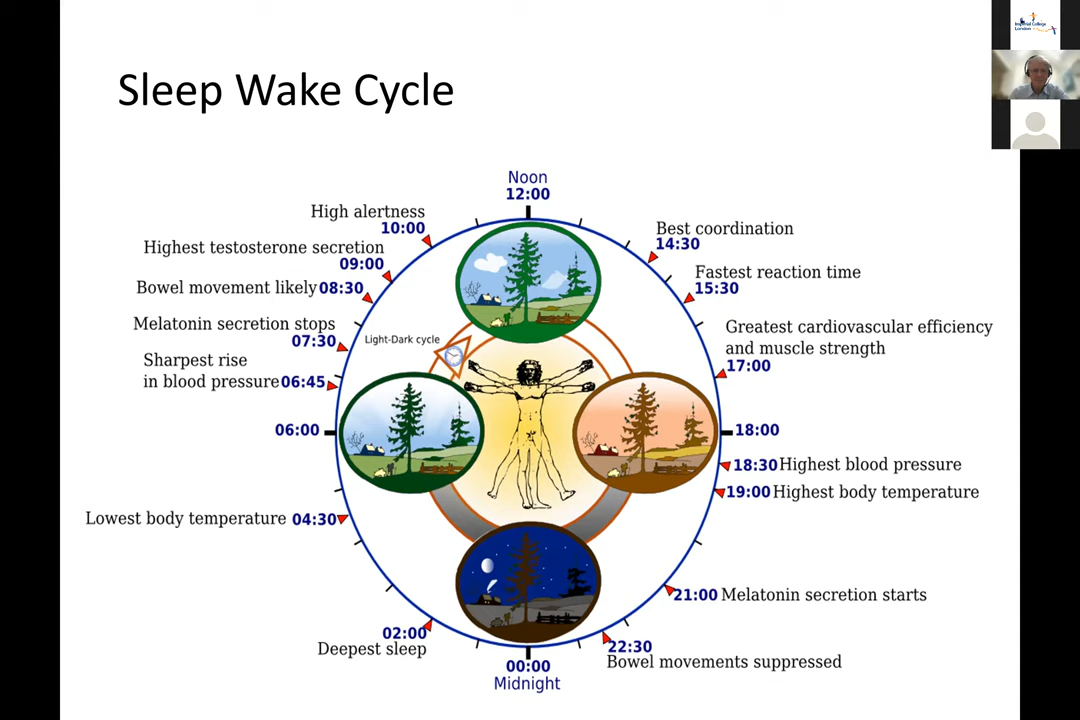 Imperial College
London
Sleep Wake Cycle
Noon
12:00
High alertness
10:00
Highest testosterone secretion
09:00
Bowel movement likely 08:30
Melatonin secretion stops
07:30
Light-Dark cycle
Sharpest rise
in blood pressure 06:45
06:00
Lowest body temperature 04:30
02:00
Deepest sleep
Best coordination
14:30
Fastest reaction time
15:30
Greatest cardiovascular efficiency
and muscle strength
17:00
18:00
18:30 Highest blood pressure
19:00 Highest body temperature
21:00 Melatonin secretion starts
22:30
Bowel movements suppressed
00:00
Midnight